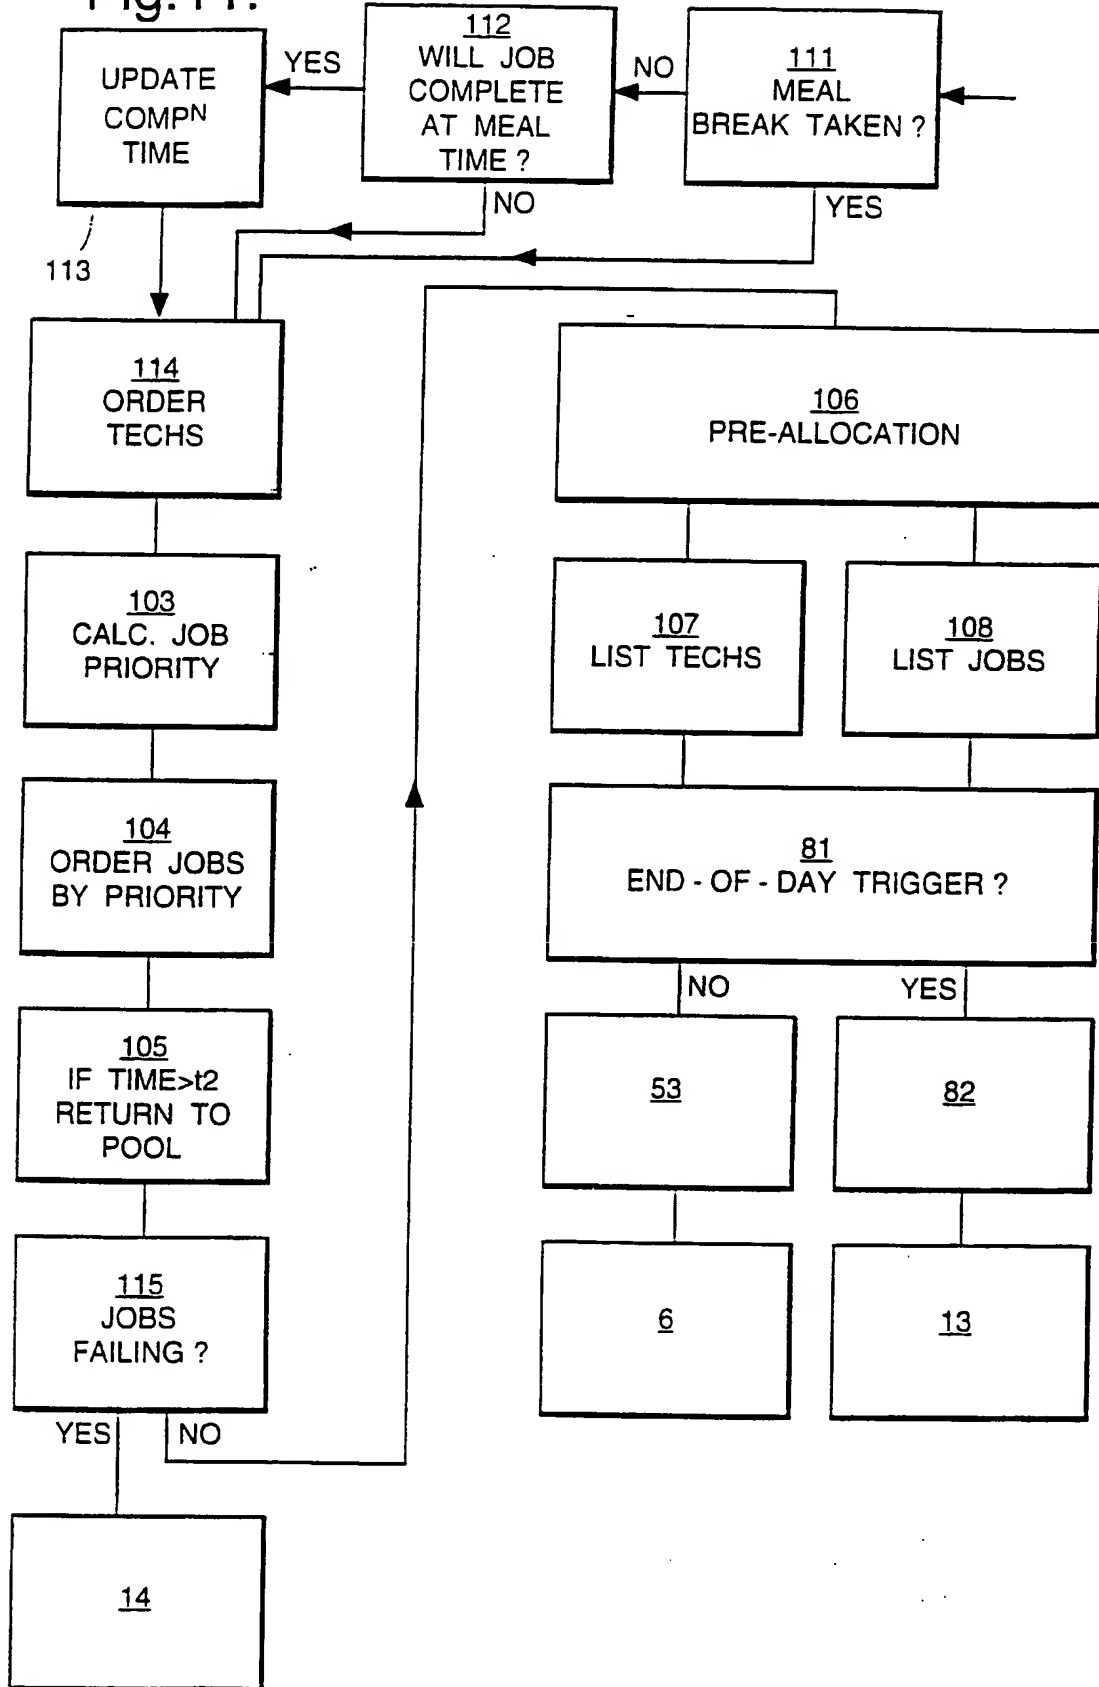 Fig.11.
112
WILL JOB
COMPLETE
AT MEAL
TIME ?
111
MEAL
BREAK TAKEN ?
UPDATE
COMPᴺ
TIME
YES
NO
NO
YES
113
114
ORDER
TECHS
106
PRE-ALLOCATION
103
CALC. JOB
PRIORITY
107
LIST TECHS
108
LIST JOBS
104
ORDER JOBS
BY PRIORITY
81
END - OF - DAY TRIGGER ?
NO
YES
105
IF TIME>t2
RETURN TO
POOL
53
82
115
JOBS
FAILING ?
6
13
YES
NO
14